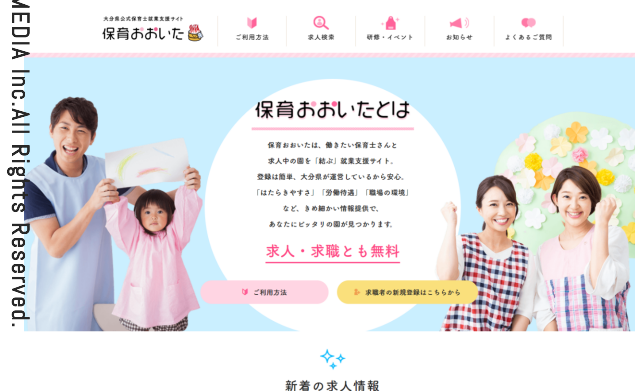 大分県公式保育士就業支援サイト
保育おおいた
ご利用方法
求人検索
研修・イベント
お知らせ
よくあるご質問
MEDIA Inc.All Rights Reserved.
保育おおいたとは
保育おおいたは、働きたい保育士さんと
求人中の園を「結ぶ」就業支援サイト。
登録は簡単、大分県が運営しているから安心。
「はたらきやすさ」「労働待遇」「職場の環境」
など、きめ細かい情報提供で、
あなたにピッタリの園が見つかります。
求人・求職とも無料
ご利用方法
求職者の新規登録はこちらから
新着の求人情報